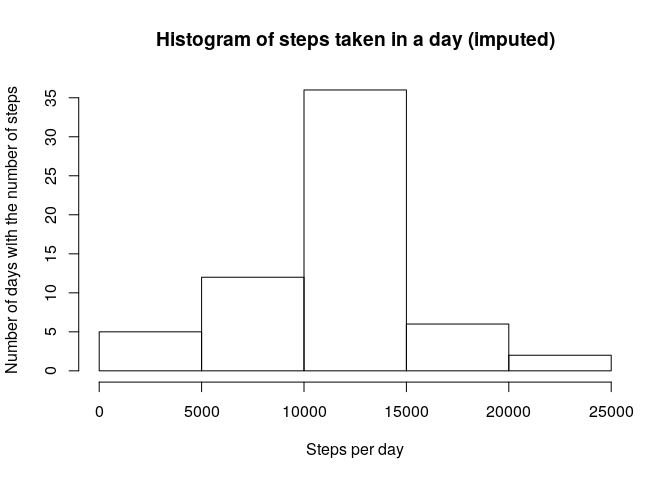 Histogram of steps taken in a day (imputed)
Number of days with the number of steps
35
30
25
20
15
10
5
0
0 5000 10000 15000 20000 25000
Steps per day